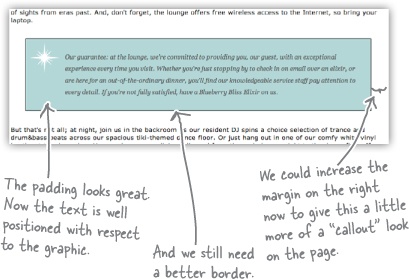 of sights from eras past. And, don't forget, the lounge offers free wireless access to the Internet, so bring your
laptop.
Our guarantee: at the lounge, we're committed to providing you, our guest, with an exceptional
experience every time you visit. Whether you're just stopping by to check in on email over an elixir, or
are here for an out-of-the-ordinary dinner, you'll find our knowledgeable service staff pay attention to
every detail. If you're not fully satisfied, have a Blueberry Bliss Elixir on us.
But that's not all; at night, join us in the backroom as our resident DJ spins a choice selection of trance and
drum&bass beats across our spacious tiki-themed dance floor. Or just hang out in one of our comfy white vinyl
The padding looks great.
Now the text is well
positioned with respect
to the graphic.
And we still need
a better border.
We could increase the
margin on the right
now to give this a little
more of a “callout” look
on the page.